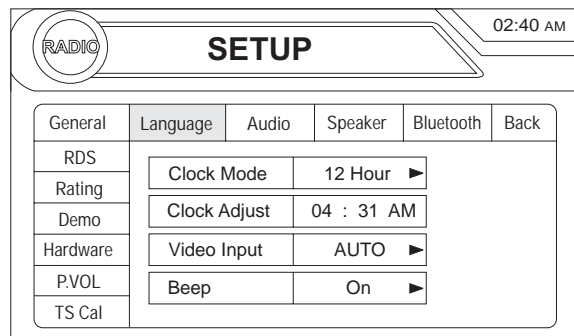 RADIO
SETUP
02:40 AM
General Language Audio Speaker Bluetooth Back
RDS
Rating
Demo
Hardware
P.VOL
TS Cal
Clock Mode 12 Hour
Clock Adjust 04 : 31 AM
Video Input AUTO
Beep On